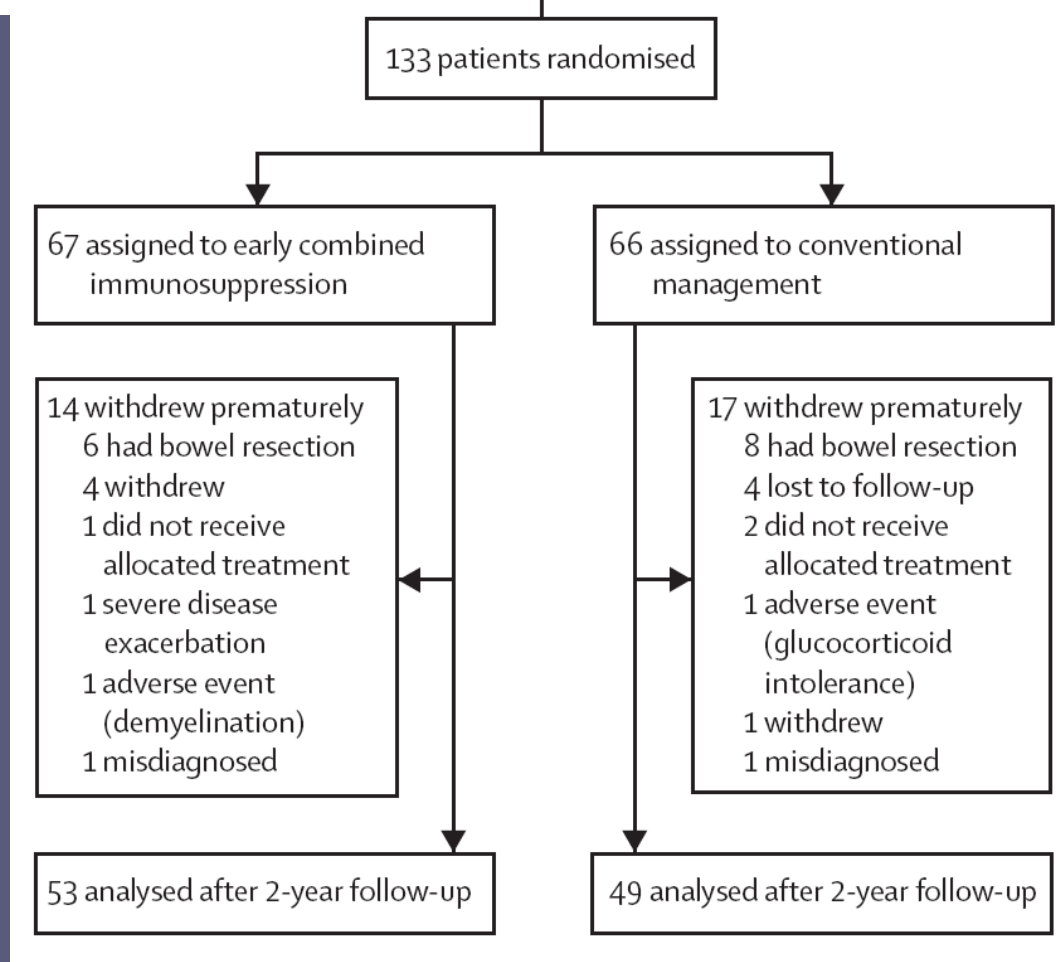 133 patients randomised
67 assigned to early combined
immunosuppression
66 assigned to conventional
management
14 withdrew prematurely
6 had bowel resection
4 withdrew
1 did not receive
allocated treatment
1 severe disease
exacerbation
1 adverse event
(demyelination)
1 misdiagnosed
17 withdrew prematurely
8 had bowel resection
4 lost to follow-up
2 did not receive
allocated treatment
1 adverse event
(glucocorticoid
intolerance)
1 withdrew
1 misdiagnosed
53 analysed after 2-year follow-up
49 analysed after 2-year follow-up